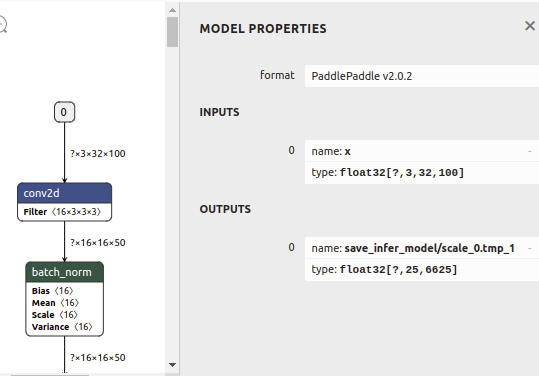 0
?×3×32×100
conv2d
Filter ⟨16×3×3×3⟩
?×16×16×50
batch_norm
Bias ⟨16⟩
Mean ⟨16⟩
Scale ⟨16⟩
Variance ⟨16⟩
?×16×16×50
MODEL PROPERTIES
format PaddlePaddle v2.0.2
INPUTS
0 name: x -
type: float32[?,3,32,100]
OUTPUTS
0 name: save_infer_model/scale_0.tmp_1 -
type: float32[?,25,6625]